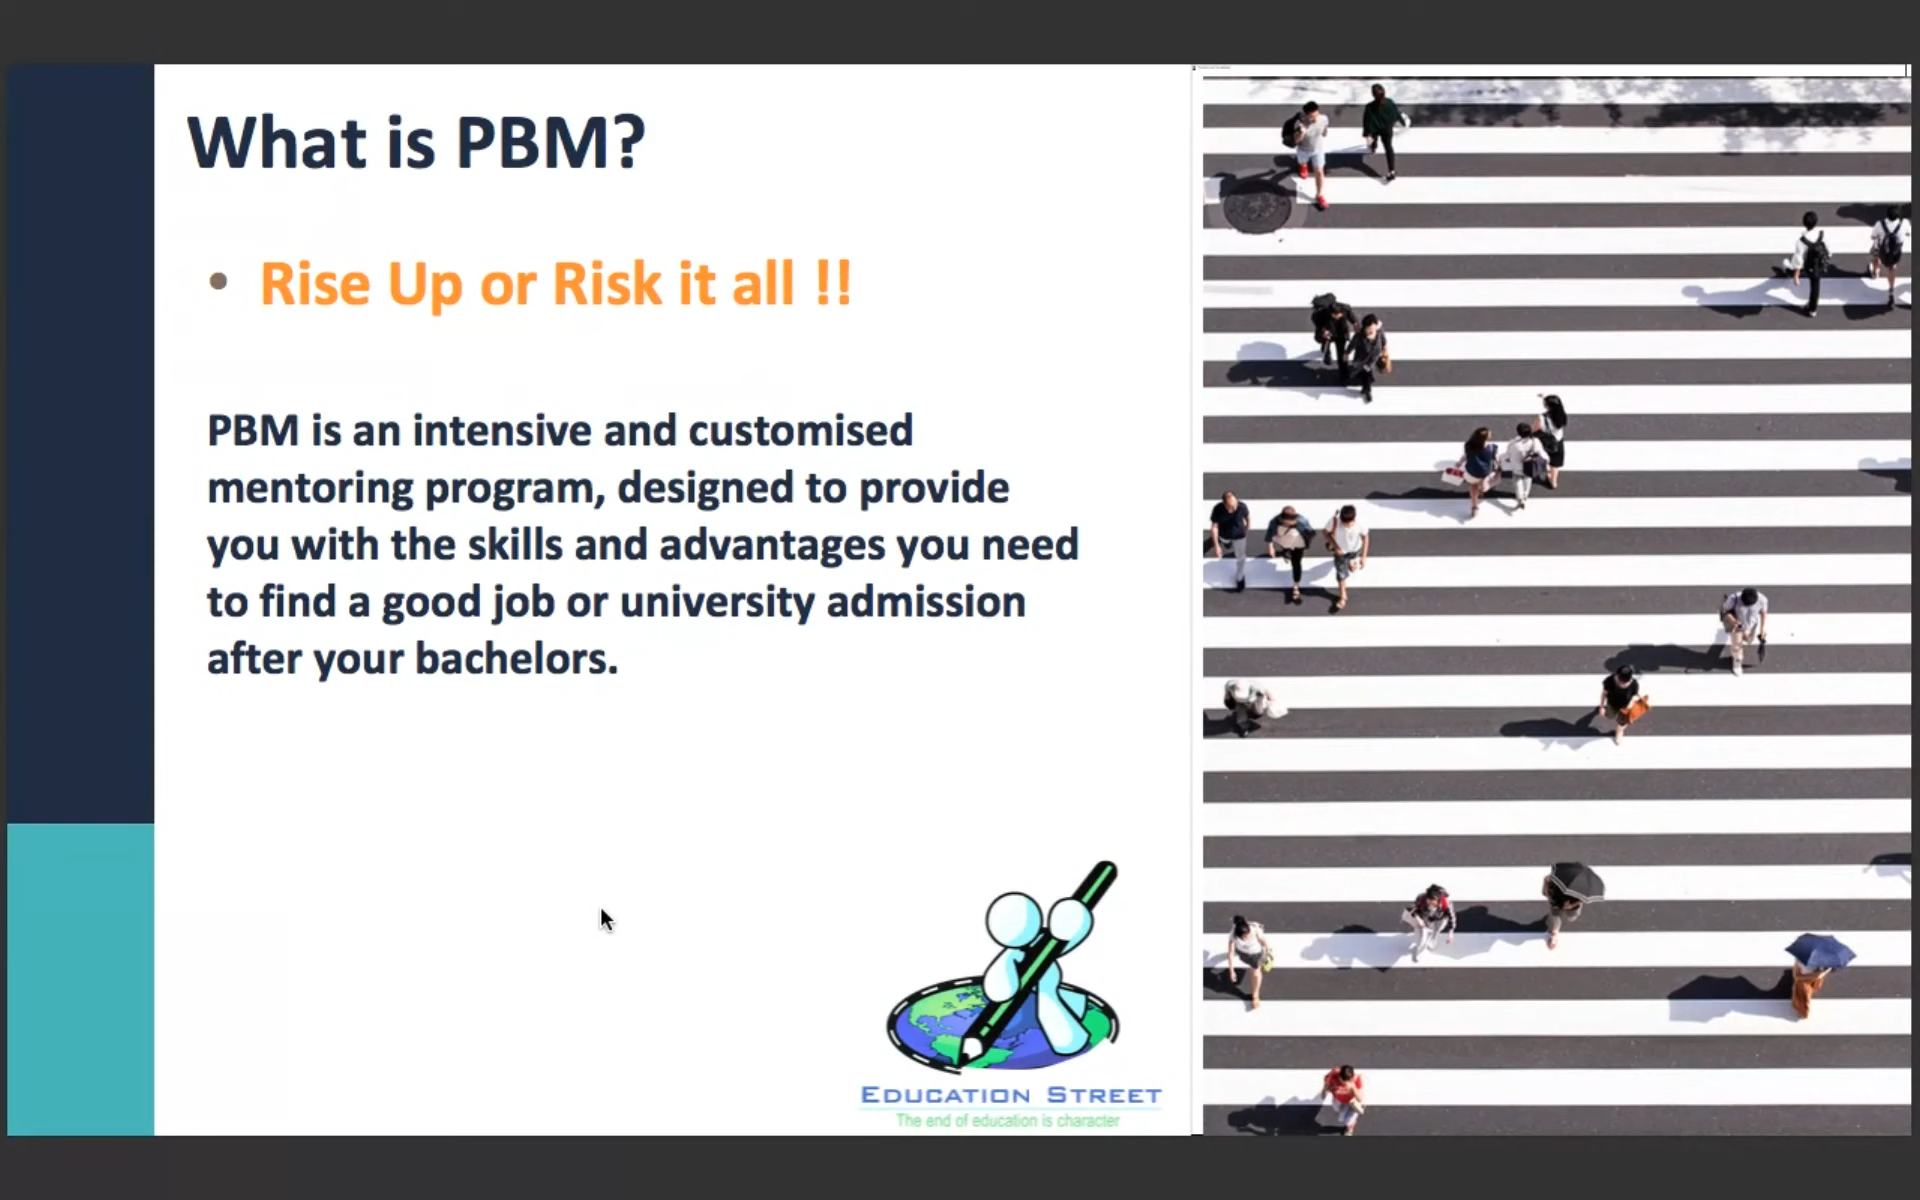 What is PBM?
• Rise Up or Risk it all !!
PBM is an intensive and customised
mentoring program, designed to provide
you with the skills and advantages you need
to find a good job or university admission
after your bachelors.
EDUCATION STREET
The end of education is character